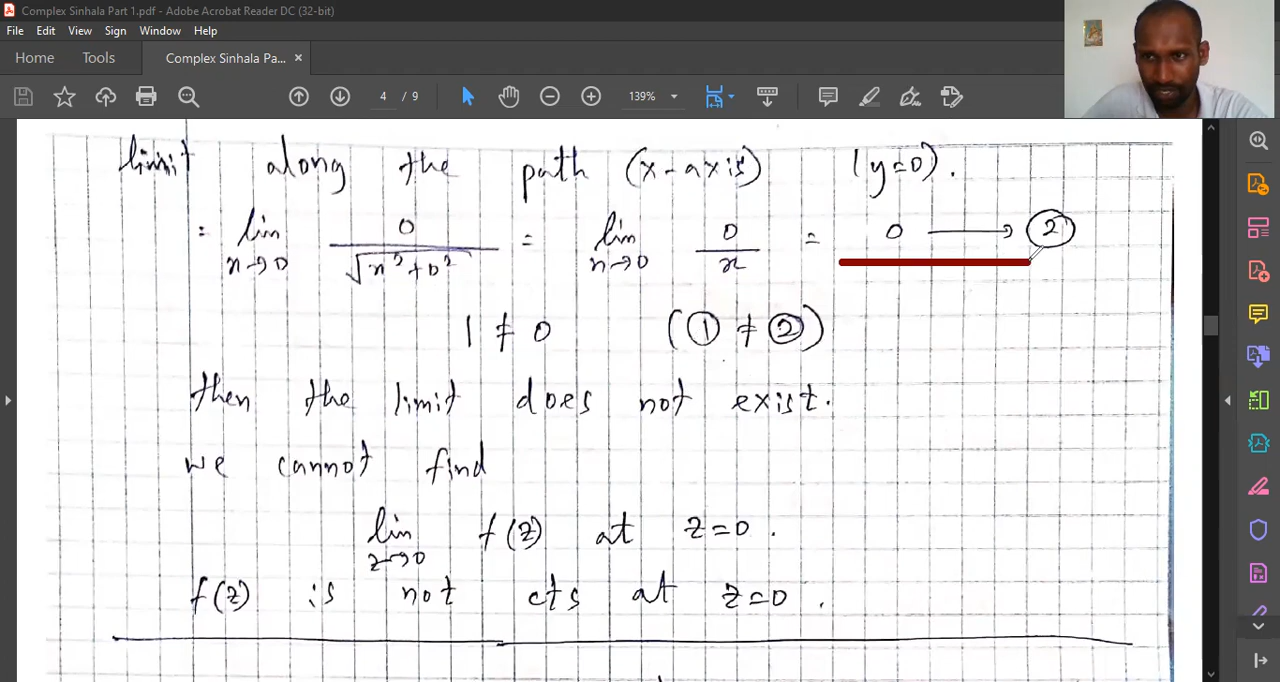 Complex Sinhala Part 1.pdf - Adobe Acrobat Reader DC (32-bit)
File Edit View Sign Window Help
Home Tools Complex Sinhala Pa... ×
4 / 9 139%
limit along the path (x-axis) (y=0).
= lim x→0 0/√(x²+0²) = lim x→0 0/x = 0 → ②
1 ≠ 0 (① ≠ ②)
then the limit does not exist.
we cannot find
lim z→0 f(z) at z=0.
f(z) is not cts at z=0.